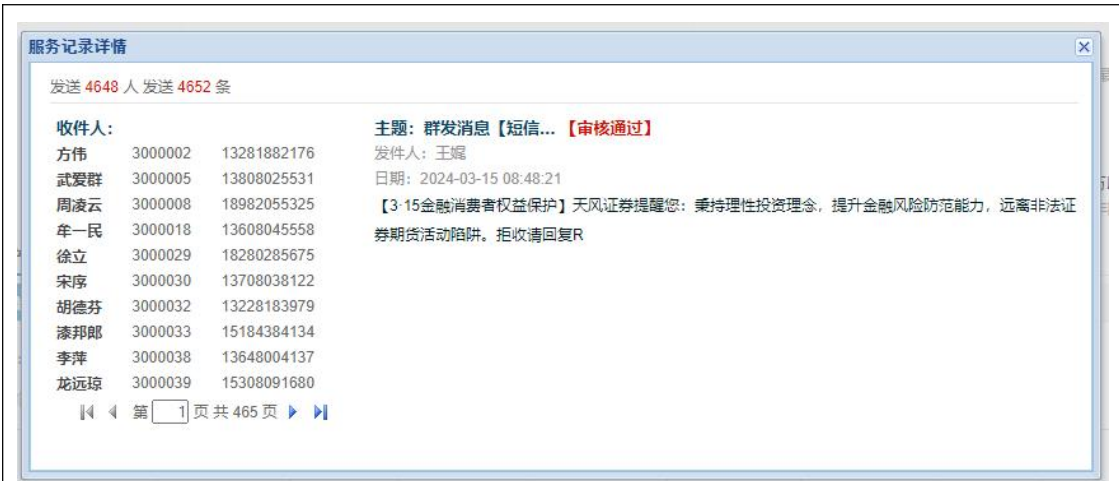 服务记录详情
发送 4648 人 发送 4652 条
收件人：
方伟 3000002 13281882176
武爱群 3000005 13808025531
周凌云 3000008 18982055325
牟一民 3000018 13608045558
徐立 3000029 18280285675
宋序 3000030 13708038122
胡德芬 3000032 13228183979
漆邦郎 3000033 15184384134
李萍 3000038 13648004137
龙远琼 3000039 15308091680
第 1 页 共 465 页
主题：群发消息【短信... 【审核通过】
发件人：王娓
日期：2024-03-15 08:48:21
【3·15金融消费者权益保护】天风证券提醒您：秉持理性投资理念，提升金融风险防范能力，远离非法证
券期货活动陷阱。拒收请回复R